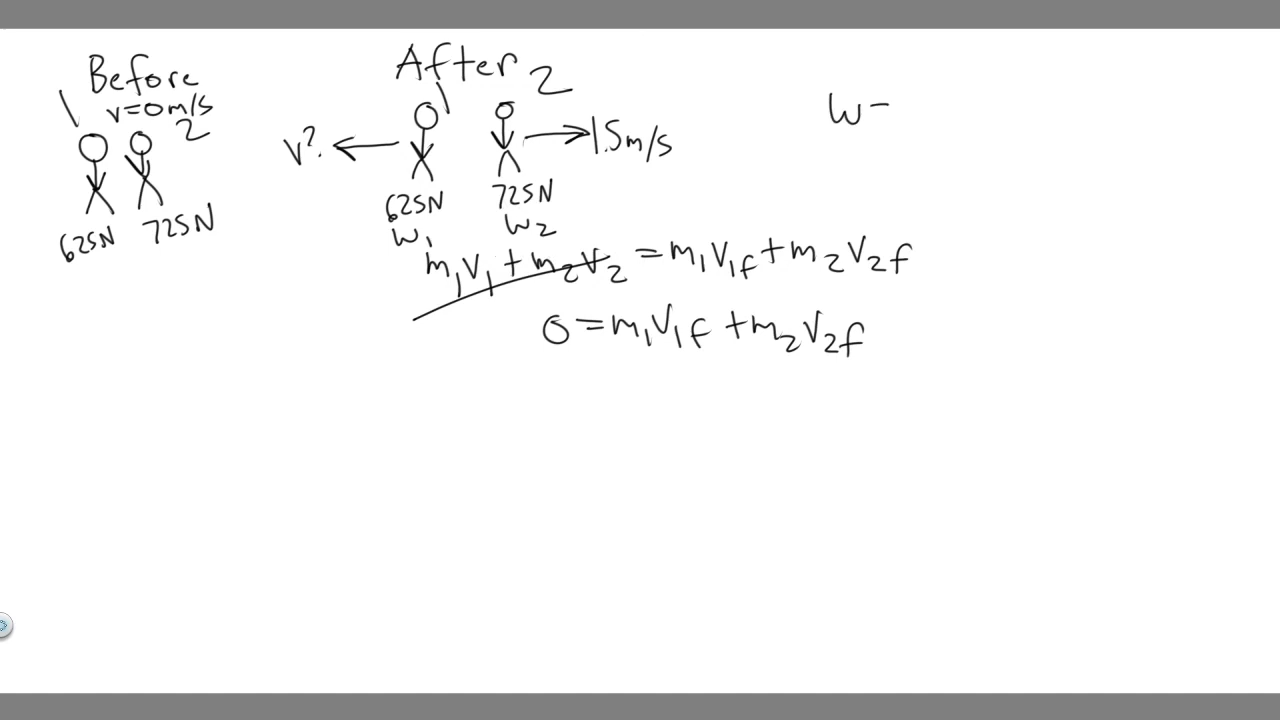 Before
v=0m/s
1
2
625N 725N
After
1
2
v?
1.5m/s
625N 725N
W₁ W₂
m₁V₁ + m₂V₂ = m₁V₁f + m₂V₂f
0 = m₁V₁f + m₂V₂f
W-